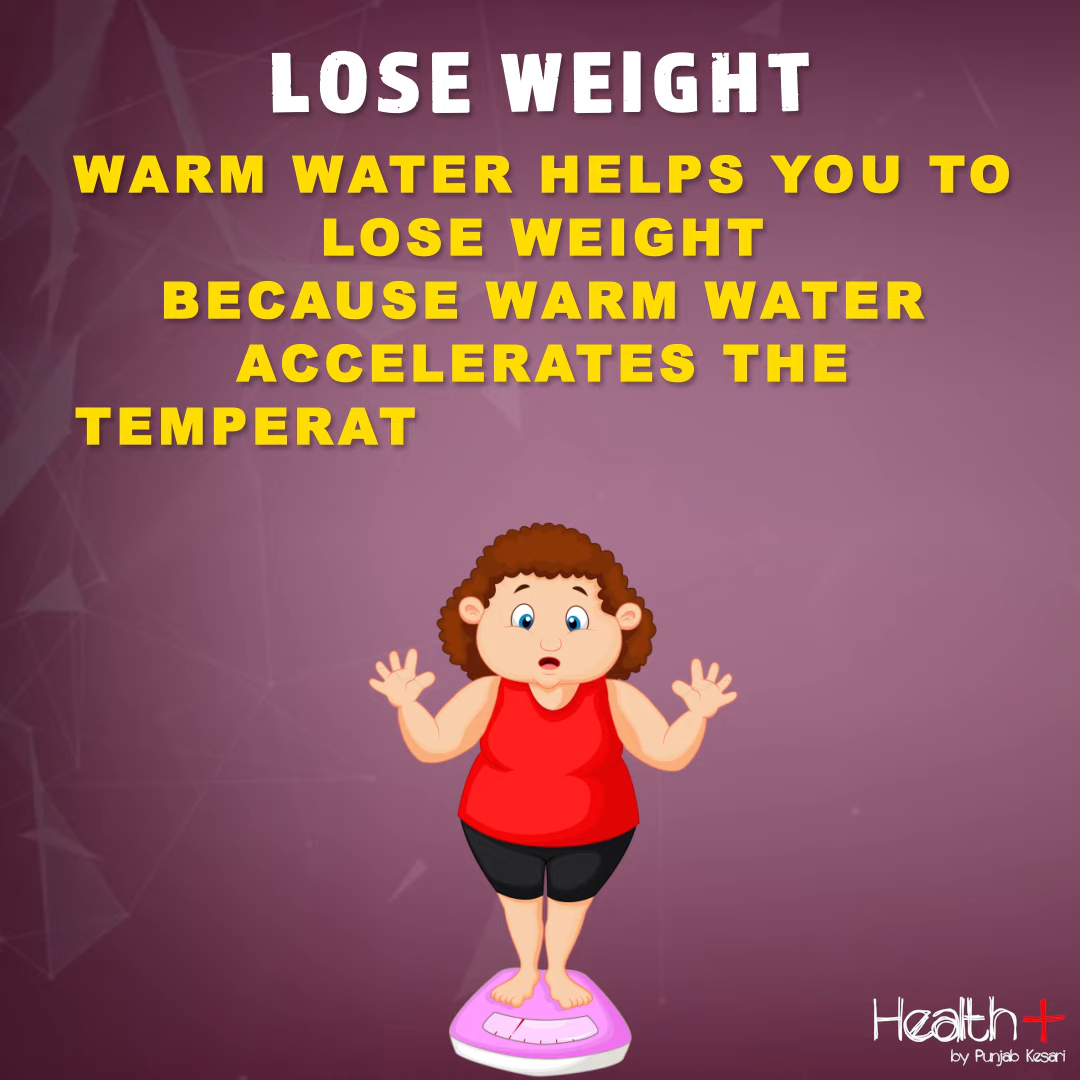 LOSE WEIGHT
WARM WATER HELPS YOU TO
LOSE WEIGHT
BECAUSE WARM WATER
ACCELERATES THE
TEMPERAT
Health+
by Punjab Kesari